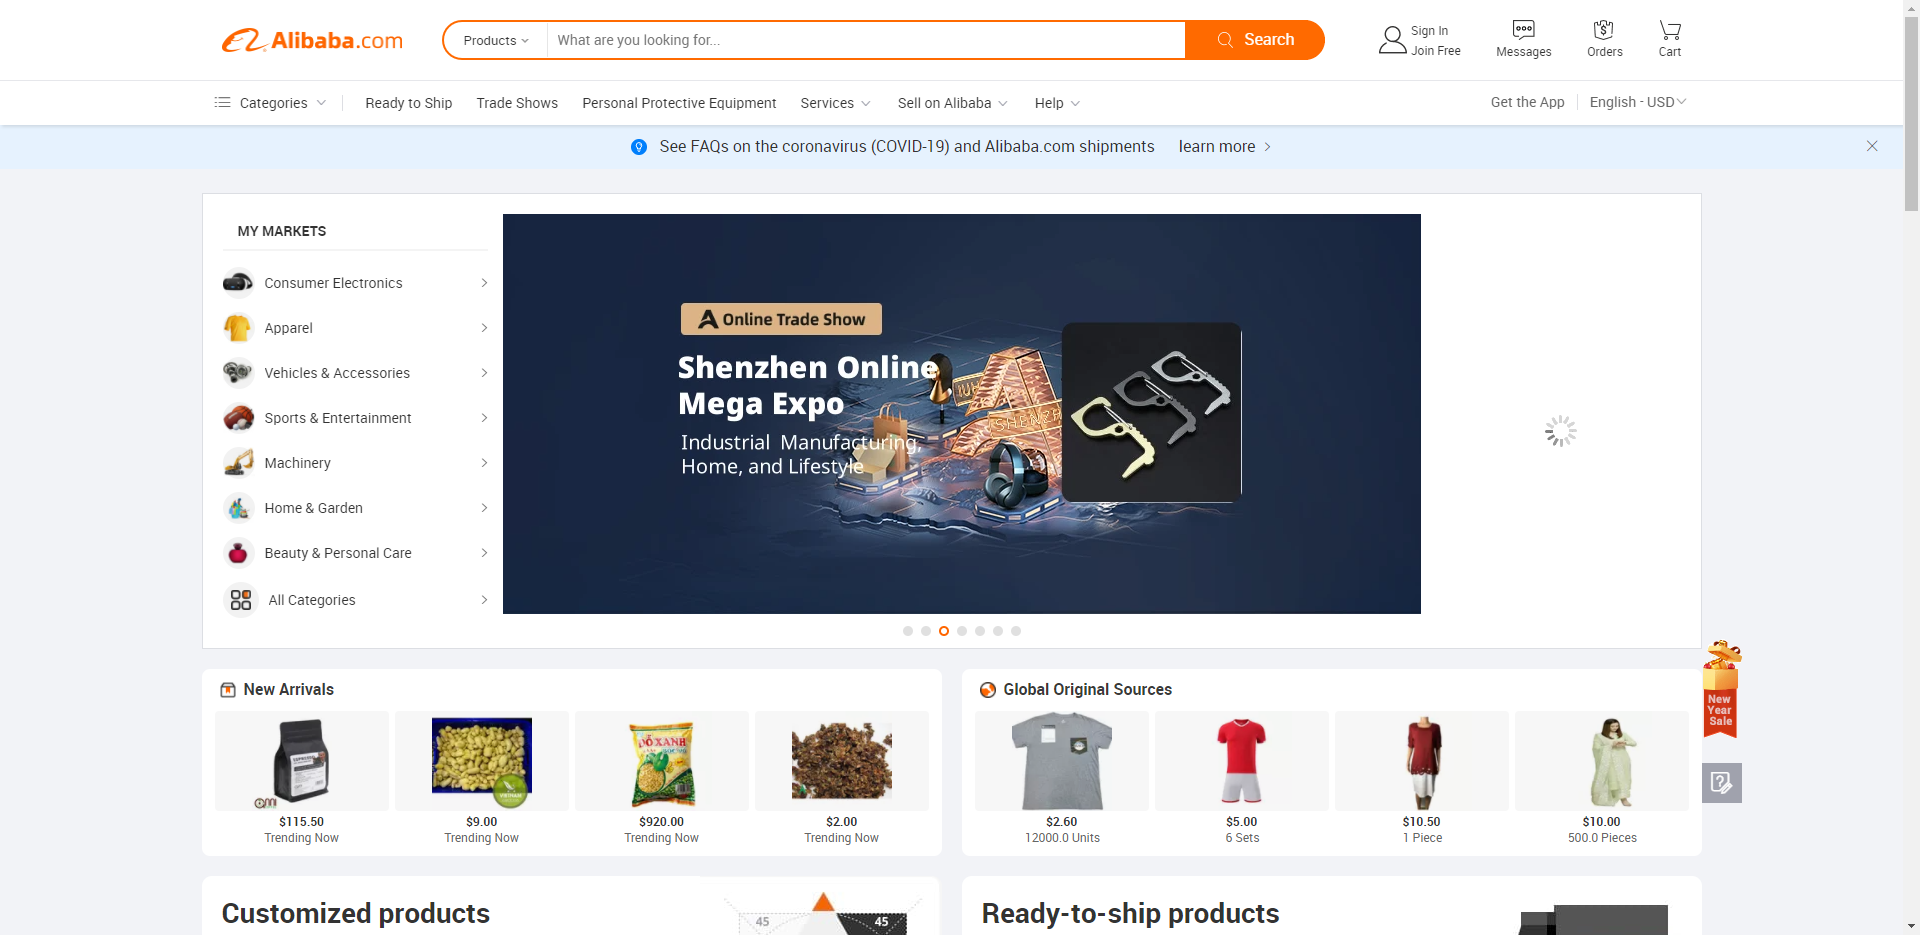 Alibaba.com
Products
What are you looking for...
Search
Sign In
Join Free
Messages
Orders
Cart
Categories
Ready to Ship
Trade Shows
Personal Protective Equipment
Services
Sell on Alibaba
Help
Get the App
English - USD
See FAQs on the coronavirus (COVID-19) and Alibaba.com shipments
learn more
MY MARKETS
Consumer Electronics
Apparel
Vehicles & Accessories
Sports & Entertainment
Machinery
Home & Garden
Beauty & Personal Care
All Categories
Online Trade Show
Shenzhen Online
Mega Expo
Industrial Manufacturing,
Home, and Lifestyle
New Arrivals
$115.50
Trending Now
$9.00
Trending Now
ĐỖ XANH
$920.00
Trending Now
$2.00
Trending Now
Global Original Sources
$2.60
12000.0 Units
$5.00
6 Sets
$10.50
1 Piece
$10.00
500.0 Pieces
New
Year
Sale
Customized products
45
45
Ready-to-ship products